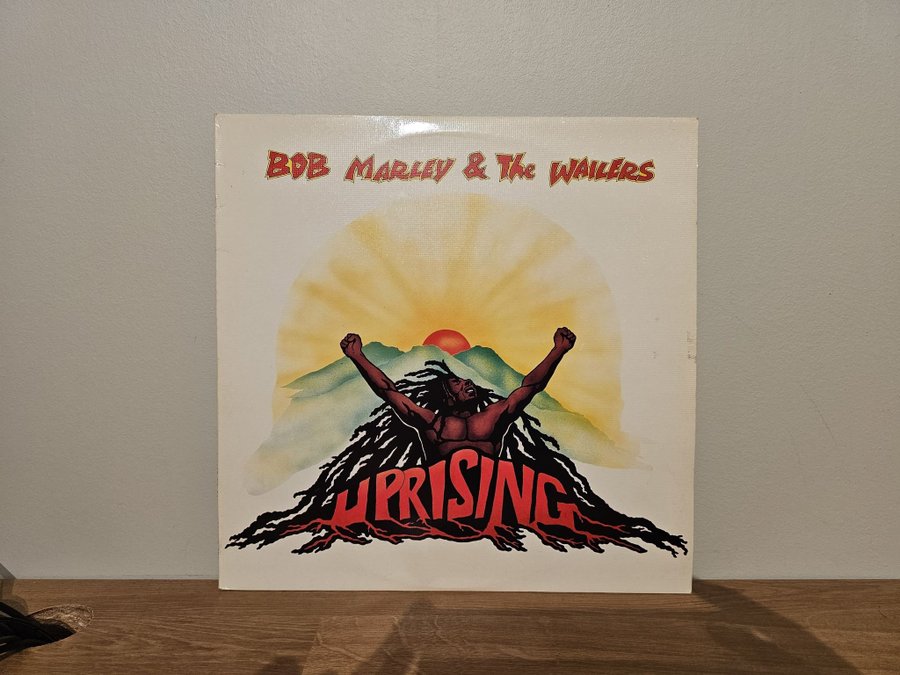 BOB MARLEY & The WAILERS
UPRISING